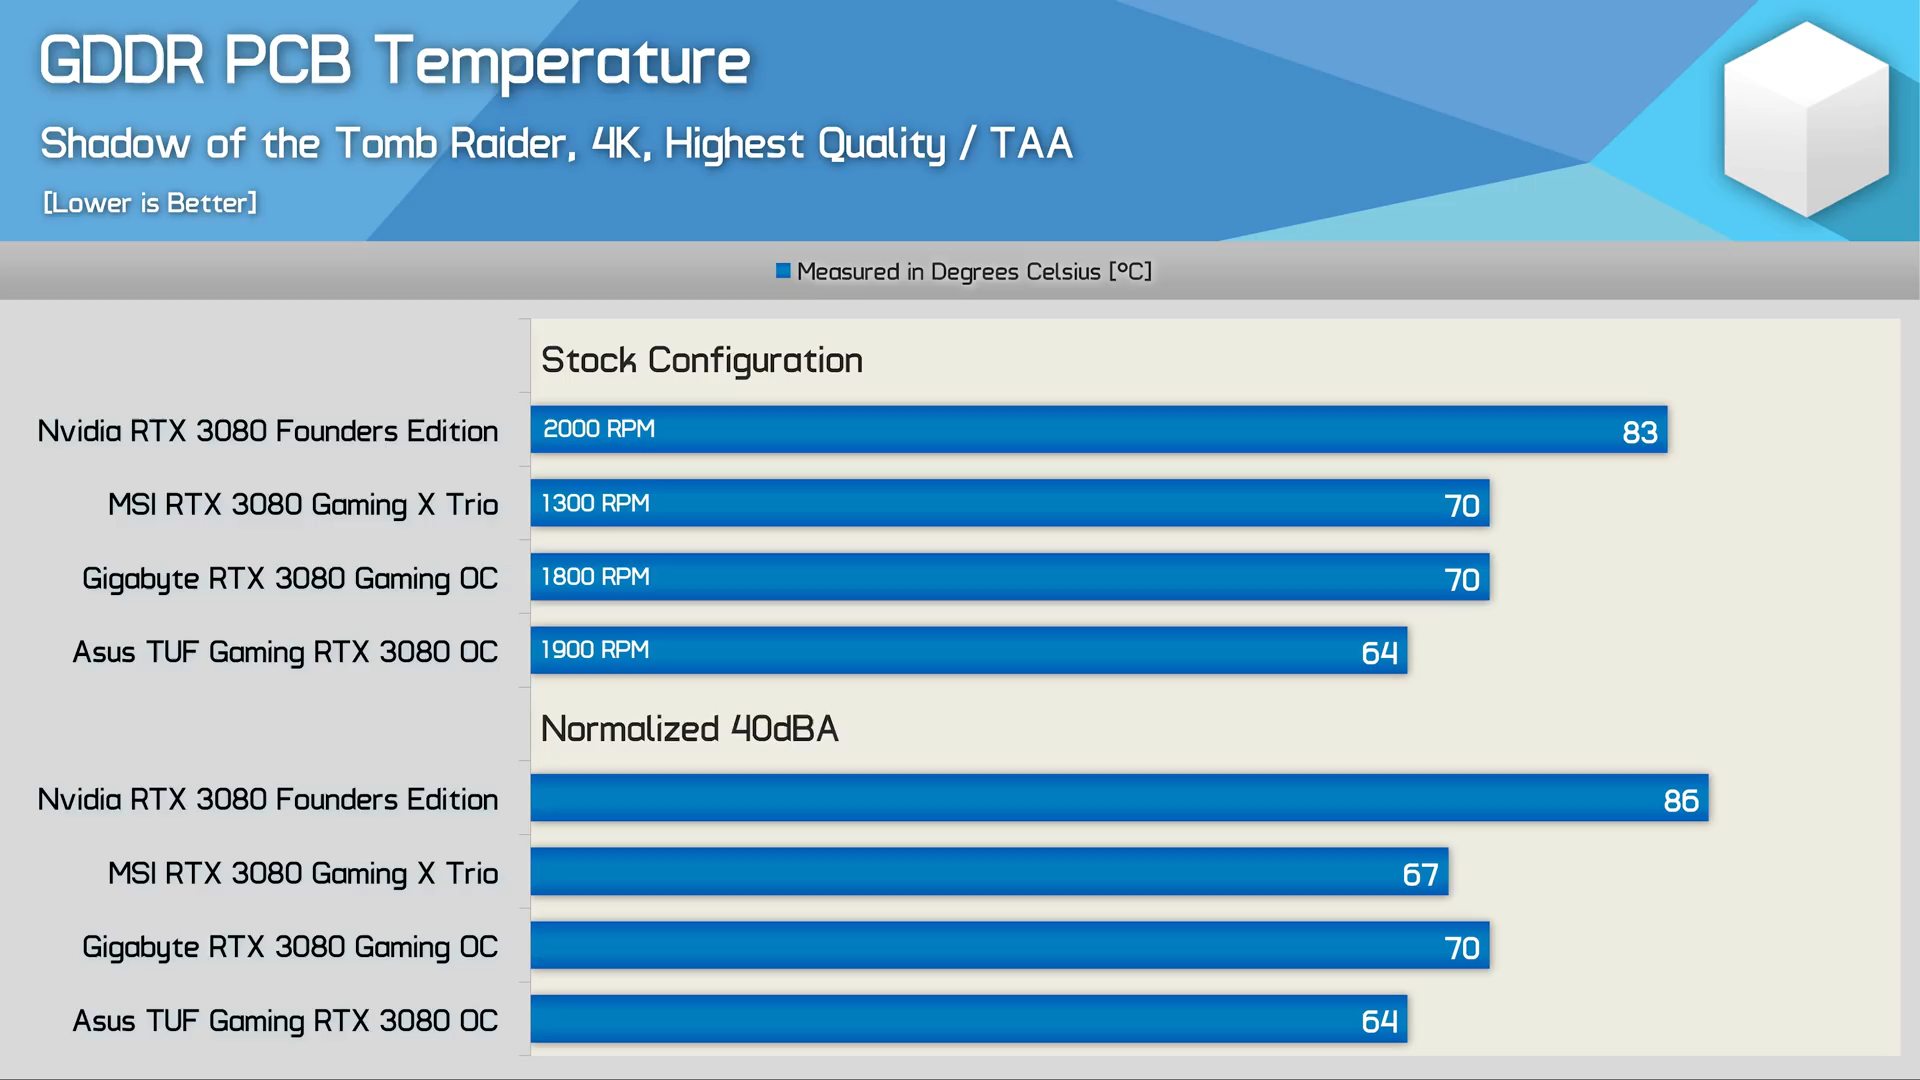 GDDR PCB Temperature
Shadow of the Tomb Raider, 4K, Highest Quality / TAA
[Lower is Better]
Measured in Degrees Celsius [°C]
Stock Configuration
Nvidia RTX 3080 Founders Edition 2000 RPM 83
MSI RTX 3080 Gaming X Trio 1300 RPM 70
Gigabyte RTX 3080 Gaming OC 1800 RPM 70
Asus TUF Gaming RTX 3080 OC 1900 RPM 64
Normalized 40dBA
Nvidia RTX 3080 Founders Edition 86
MSI RTX 3080 Gaming X Trio 67
Gigabyte RTX 3080 Gaming OC 70
Asus TUF Gaming RTX 3080 OC 64